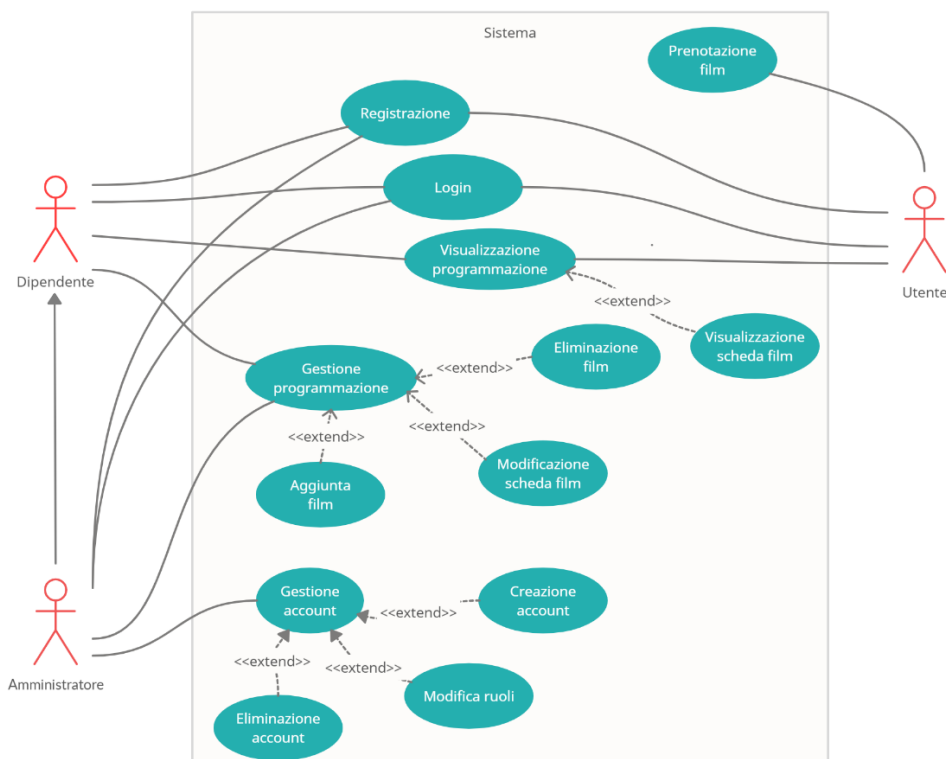 Sistema
Prenotazione
film
Registrazione
Login
Dipendente
Visualizzazione
programmazione
Utente
<<extend>>
Visualizzazione
scheda film
Eliminazione
film
<<extend>>
Gestione
programmazione
<<extend>>
<<extend>>
Modificazione
scheda film
Aggiunta
film
Gestione
account
<<extend>>
Creazione
account
<<extend>>
<<extend>>
Amministratore
Modifica ruoli
Eliminazione
account